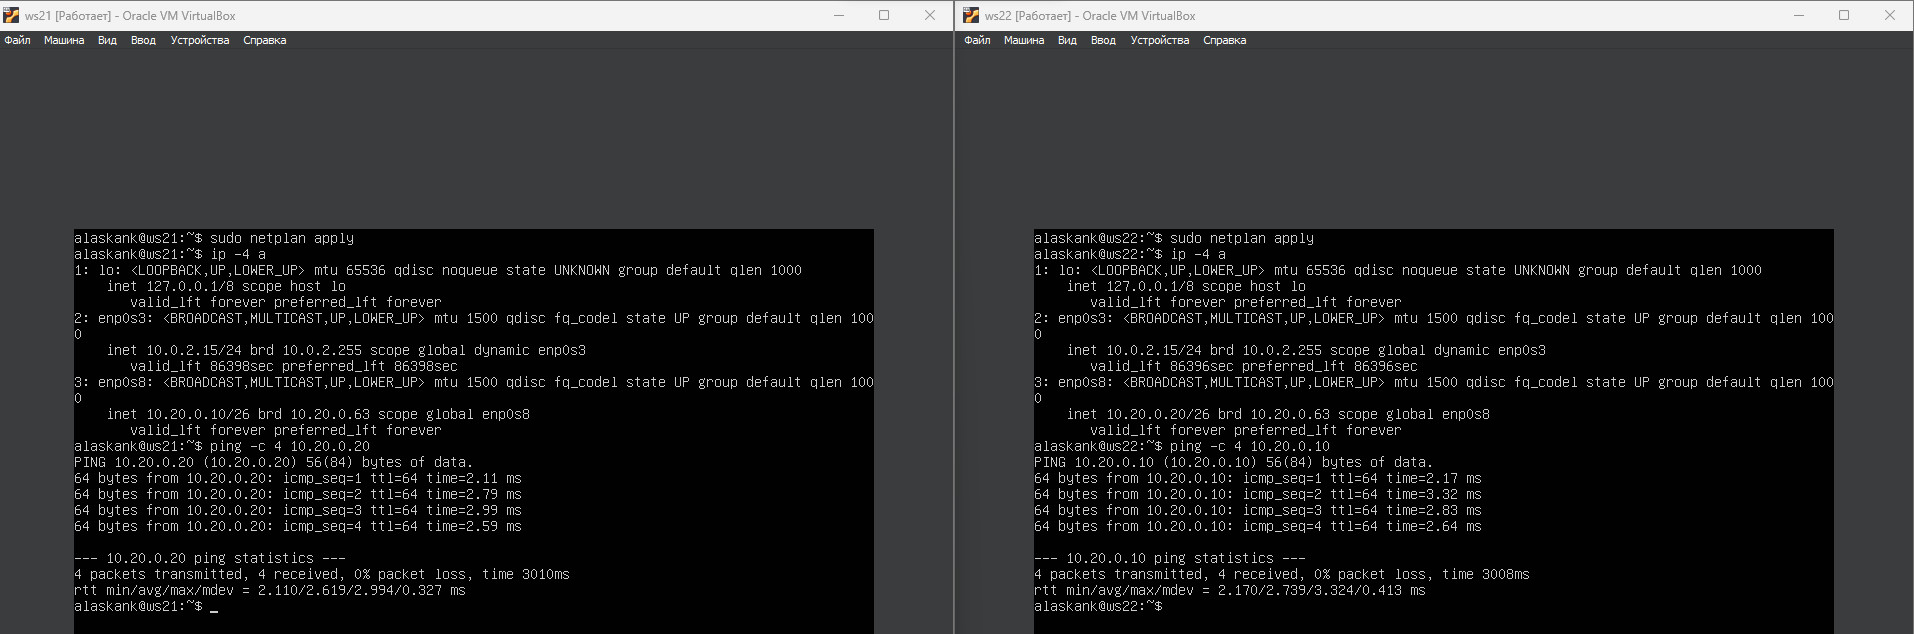 ws21 [Работает] - Oracle VM VirtualBox
Файл Машина Вид Ввод Устройства Справка
alaskank@ws21:~$ sudo netplan apply
alaskank@ws21:~$ ip -4 a
1: lo: <LOOPBACK,UP,LOWER_UP> mtu 65536 qdisc noqueue state UNKNOWN group default qlen 1000
    inet 127.0.0.1/8 scope host lo
       valid_lft forever preferred_lft forever
2: enp0s3: <BROADCAST,MULTICAST,UP,LOWER_UP> mtu 1500 qdisc fq_codel state UP group default qlen 100
0
    inet 10.0.2.15/24 brd 10.0.2.255 scope global dynamic enp0s3
       valid_lft 86398sec preferred_lft 86398sec
3: enp0s8: <BROADCAST,MULTICAST,UP,LOWER_UP> mtu 1500 qdisc fq_codel state UP group default qlen 100
0
    inet 10.20.0.10/26 brd 10.20.0.63 scope global enp0s8
       valid_lft forever preferred_lft forever
alaskank@ws21:~$ ping -c 4 10.20.0.20
PING 10.20.0.20 (10.20.0.20) 56(84) bytes of data.
64 bytes from 10.20.0.20: icmp_seq=1 ttl=64 time=2.11 ms
64 bytes from 10.20.0.20: icmp_seq=2 ttl=64 time=2.79 ms
64 bytes from 10.20.0.20: icmp_seq=3 ttl=64 time=2.99 ms
64 bytes from 10.20.0.20: icmp_seq=4 ttl=64 time=2.59 ms
--- 10.20.0.20 ping statistics ---
4 packets transmitted, 4 received, 0% packet loss, time 3010ms
rtt min/avg/max/mdev = 2.110/2.619/2.994/0.327 ms
alaskank@ws21:~$ _
ws22 [Работает] - Oracle VM VirtualBox
Файл Машина Вид Ввод Устройства Справка
alaskank@ws22:~$ sudo netplan apply
alaskank@ws22:~$ ip -4 a
1: lo: <LOOPBACK,UP,LOWER_UP> mtu 65536 qdisc noqueue state UNKNOWN group default qlen 1000
    inet 127.0.0.1/8 scope host lo
       valid_lft forever preferred_lft forever
2: enp0s3: <BROADCAST,MULTICAST,UP,LOWER_UP> mtu 1500 qdisc fq_codel state UP group default qlen 100
0
    inet 10.0.2.15/24 brd 10.0.2.255 scope global dynamic enp0s3
       valid_lft 86396sec preferred_lft 86396sec
3: enp0s8: <BROADCAST,MULTICAST,UP,LOWER_UP> mtu 1500 qdisc fq_codel state UP group default qlen 100
0
    inet 10.20.0.20/26 brd 10.20.0.63 scope global enp0s8
       valid_lft forever preferred_lft forever
alaskank@ws22:~$ ping -c 4 10.20.0.10
PING 10.20.0.10 (10.20.0.10) 56(84) bytes of data.
64 bytes from 10.20.0.10: icmp_seq=1 ttl=64 time=2.17 ms
64 bytes from 10.20.0.10: icmp_seq=2 ttl=64 time=3.32 ms
64 bytes from 10.20.0.10: icmp_seq=3 ttl=64 time=2.83 ms
64 bytes from 10.20.0.10: icmp_seq=4 ttl=64 time=2.64 ms
--- 10.20.0.10 ping statistics ---
4 packets transmitted, 4 received, 0% packet loss, time 3008ms
rtt min/avg/max/mdev = 2.170/2.739/3.324/0.413 ms
alaskank@ws22:~$